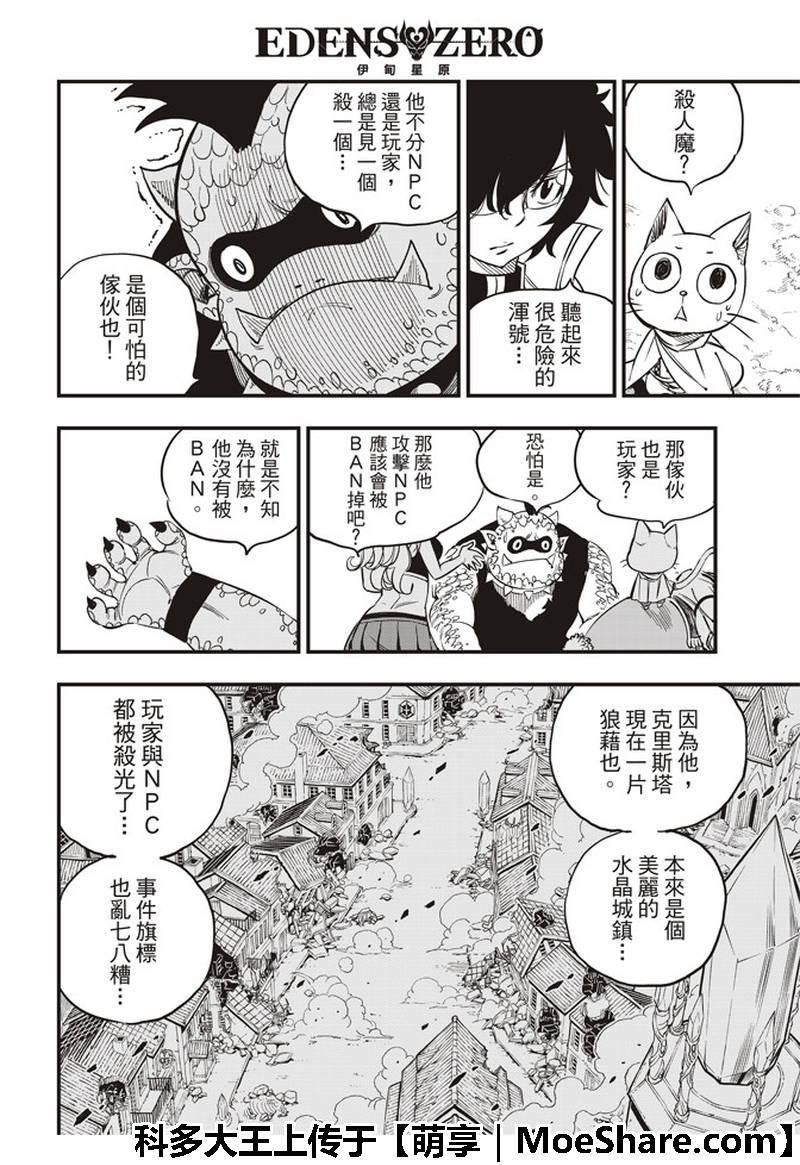 EDENS ZERO
伊甸星原
殺人魔？
聽起來
很危險的
渾號…
他不分NPC
還是玩家，
總是見一個
殺一個…
是個可怕的
傢伙也！
那傢伙
也是
玩家？
恐怕是。
那麼他
攻擊NPC
應該會被
BAN掉吧？
就是不知
為什麼，
他沒有被
BAN。
因為他，
克里斯塔
現在一片
狼藉也。
本來是個
美麗的
水晶城鎮…
玩家與NPC
都被殺光了…
事件旗標
也亂七八糟…
科多大王上传于【萌享 | MoeShare.com】